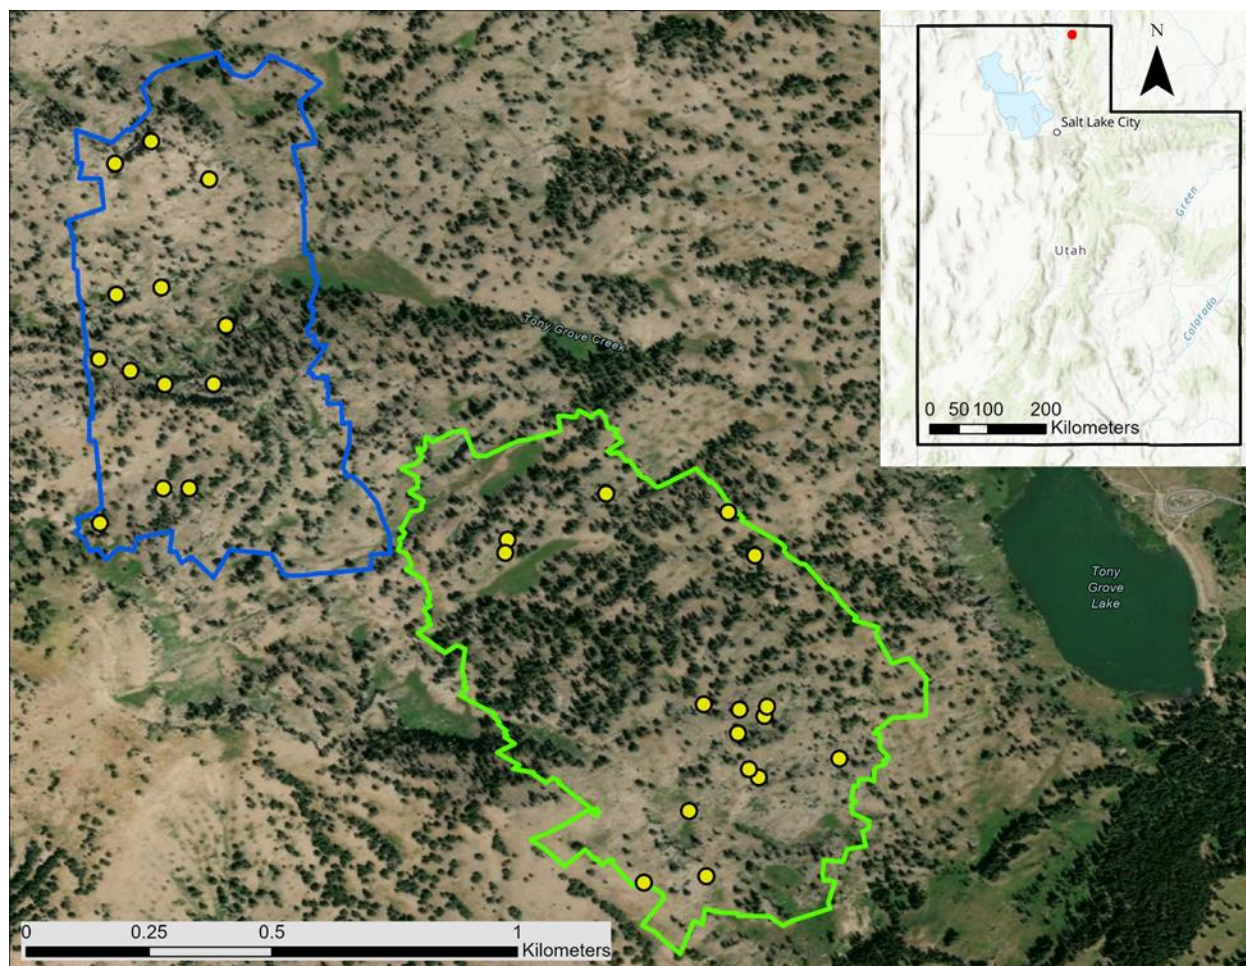 N
Salt Lake City
Green
Utah
Colorado
0 50 100 200
Kilometers
Tony Grove Creek
Tony
Grove
Lake
0 0.25 0.5 1
Kilometers